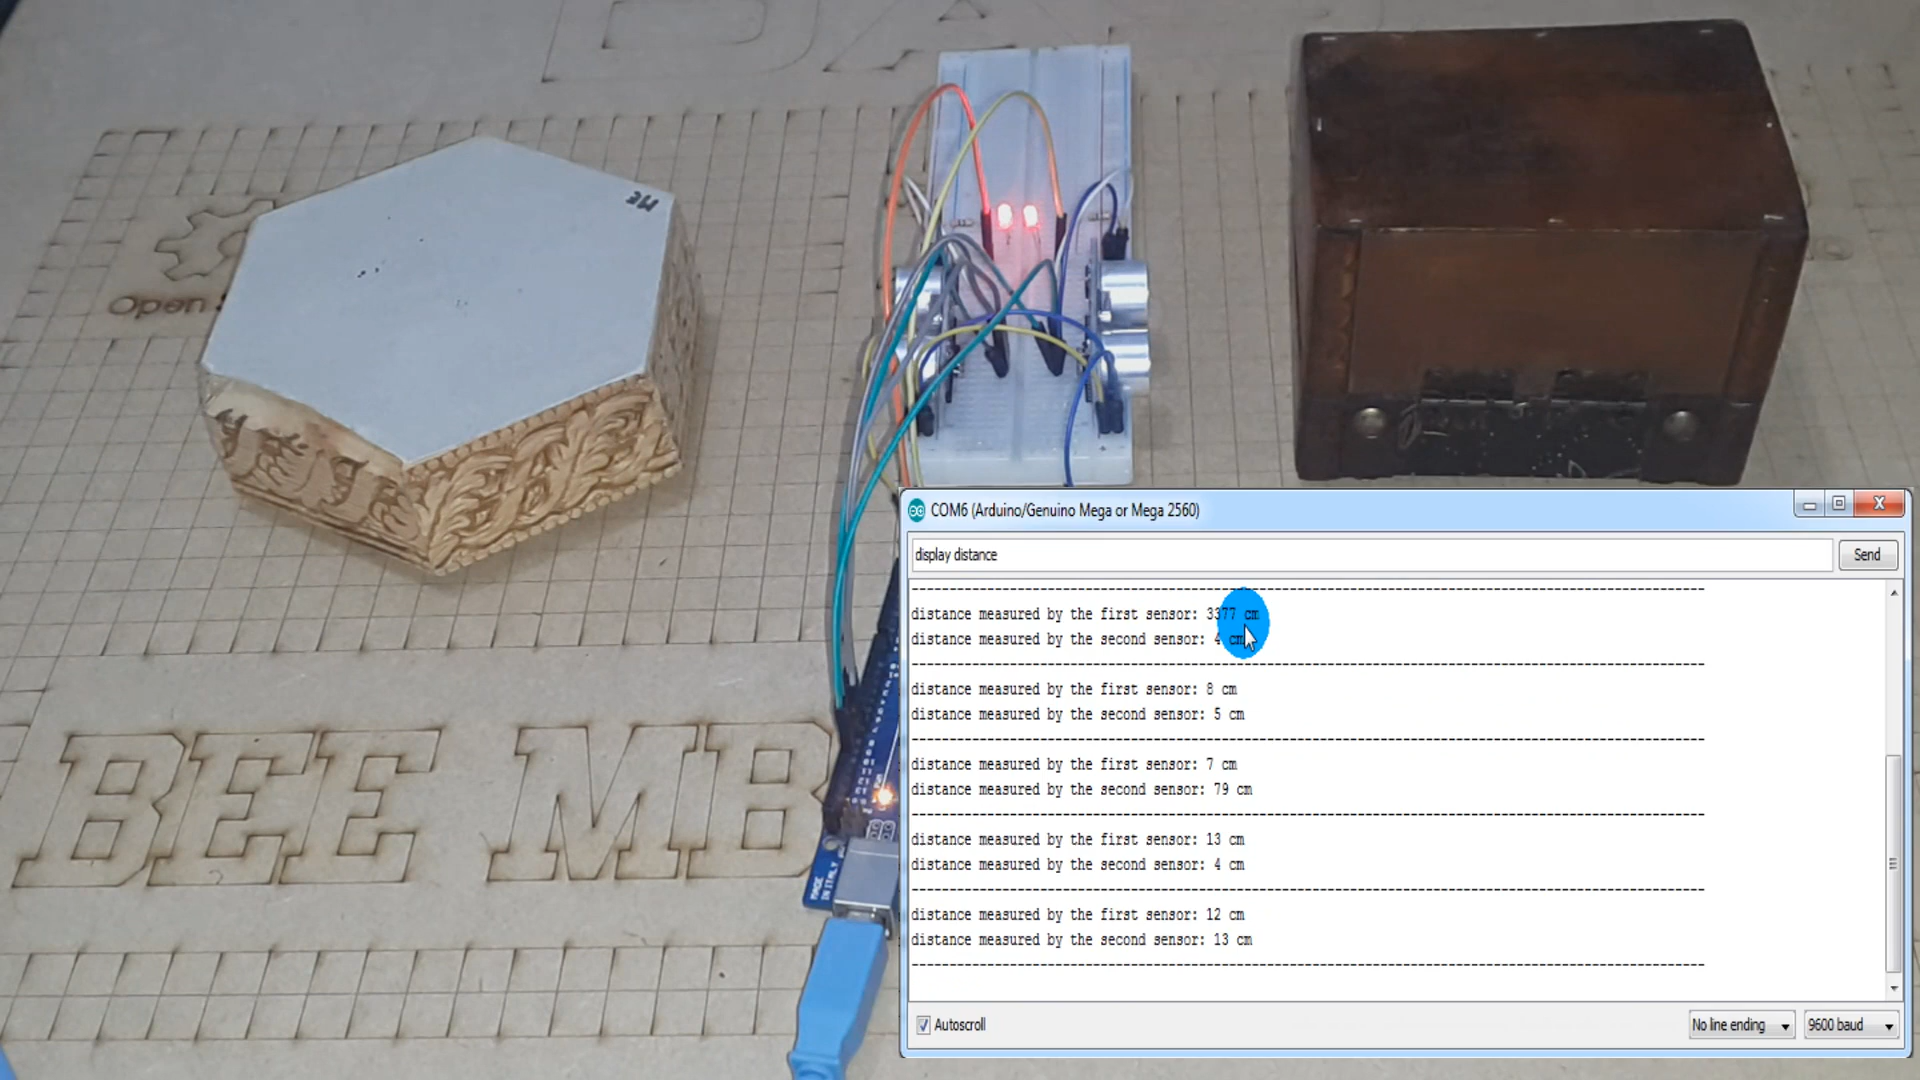 ME
Open
BEE MB
MADE
IN ITALY
COM6 (Arduino/Genuino Mega or Mega 2560)
display distance
Send
--------------------------------------------------------------------------------------------------------
distance measured by the first sensor: 3377 cm
distance measured by the second sensor: 4 cm
--------------------------------------------------------------------------------------------------------
distance measured by the first sensor: 8 cm
distance measured by the second sensor: 5 cm
--------------------------------------------------------------------------------------------------------
distance measured by the first sensor: 7 cm
distance measured by the second sensor: 79 cm
--------------------------------------------------------------------------------------------------------
distance measured by the first sensor: 13 cm
distance measured by the second sensor: 4 cm
--------------------------------------------------------------------------------------------------------
distance measured by the first sensor: 12 cm
distance measured by the second sensor: 13 cm
--------------------------------------------------------------------------------------------------------
Autoscroll
No line ending
9600 baud